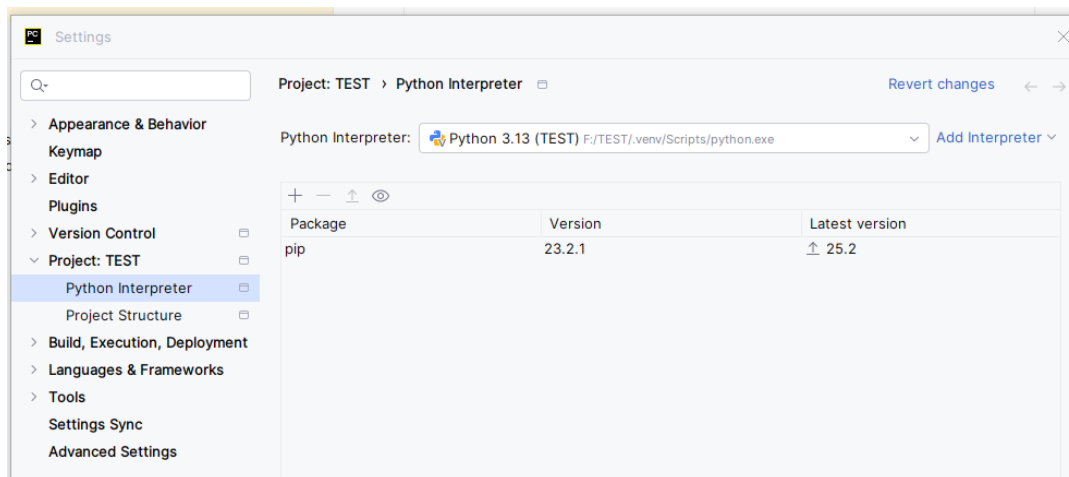 PC
Settings
Project: TEST › Python Interpreter
Revert changes
Appearance & Behavior
Python Interpreter: Python 3.13 (TEST) F:/TEST/.venv/Scripts/python.exe
Add Interpreter
Keymap
Editor
Plugins
Package Version Latest version
Version Control
pip 23.2.1 25.2
Project: TEST
Python Interpreter
Project Structure
Build, Execution, Deployment
Languages & Frameworks
Tools
Settings Sync
Advanced Settings